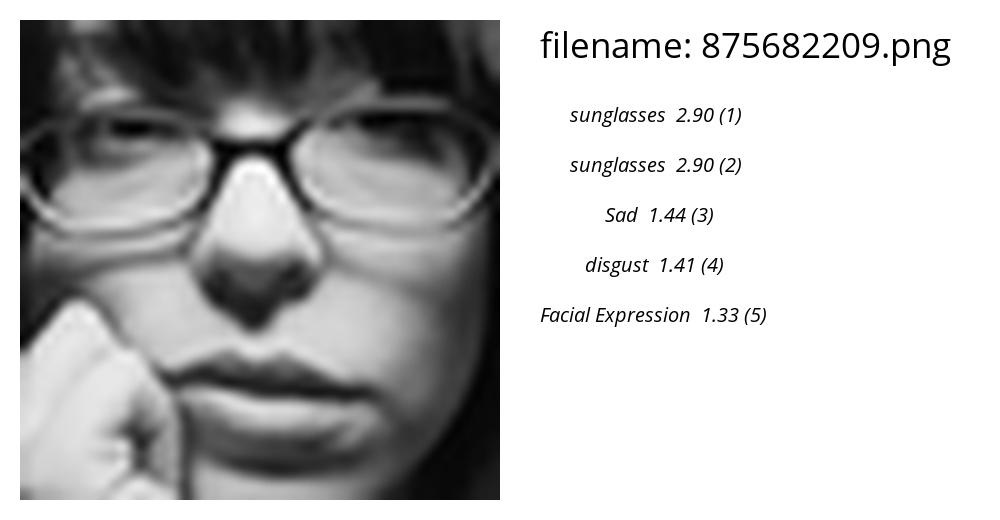 filename: 875682209.png
sunglasses 2.90 (1)
sunglasses 2.90 (2)
Sad 1.44 (3)
disgust 1.41 (4)
Facial Expression 1.33 (5)